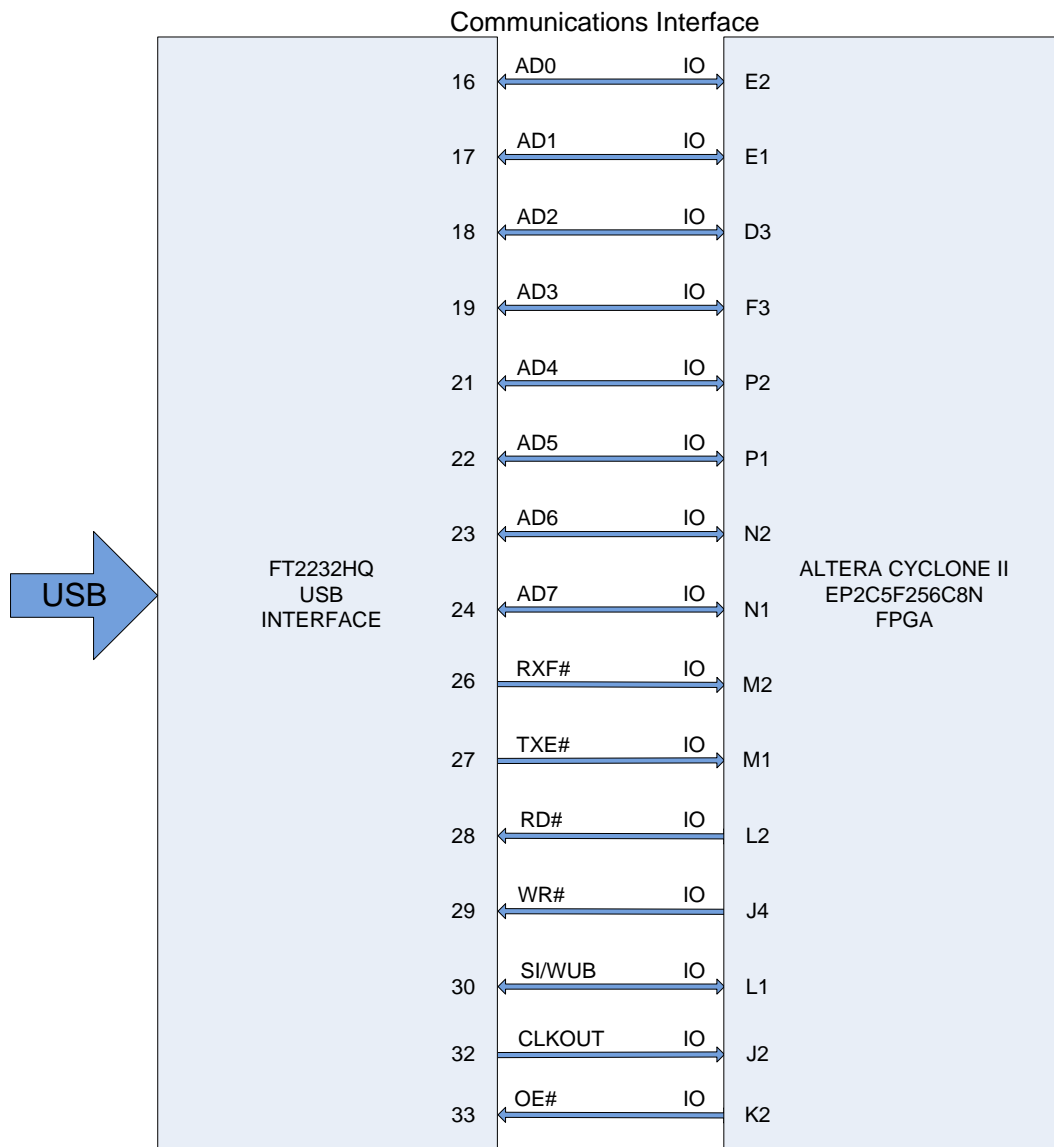 Communications Interface
16 AD0 IO E2
17 AD1 IO E1
18 AD2 IO D3
19 AD3 IO F3
21 AD4 IO P2
22 AD5 IO P1
23 AD6 IO N2
FT2232HQ
USB
INTERFACE
ALTERA CYCLONE II
EP2C5F256C8N
FPGA
USB
24 AD7 IO N1
26 RXF# IO M2
27 TXE# IO M1
28 RD# IO L2
29 WR# IO J4
30 SI/WUB IO L1
32 CLKOUT IO J2
33 OE# IO K2